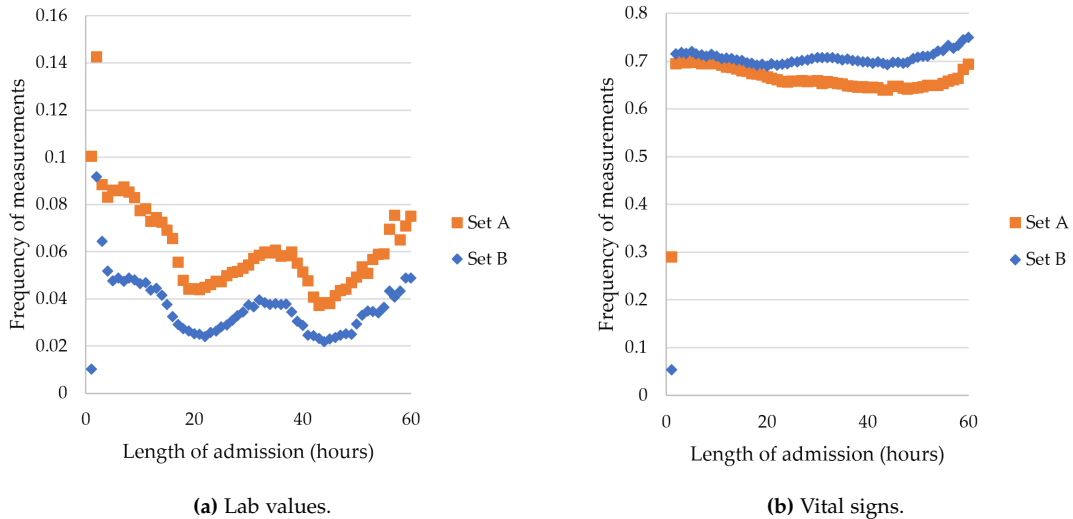 0.16
0.14
0.12
0.1
0.08
0.06
0.04
0.02
0
0 20 40 60
Frequency of measurements
Length of admission (hours)
Set A
Set B
(a) Lab values.
0.8
0.7
0.6
0.5
0.4
0.3
0.2
0.1
0
0 20 40 60
Frequency of measurements
Length of admission (hours)
Set A
Set B
(b) Vital signs.